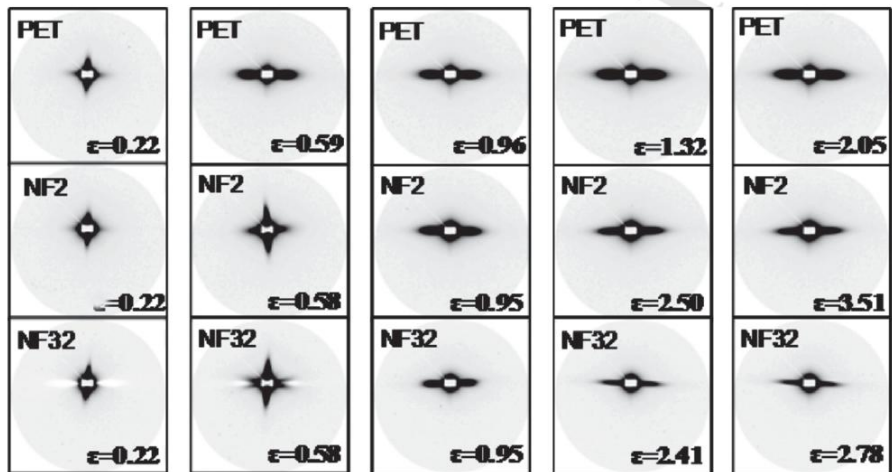 PET
ε=0.22
PET
ε=0.59
PET
ε=0.96
PET
ε=1.32
PET
ε=2.05
NF2
ε=0.22
NF2
ε=0.58
NF2
ε=0.95
NF2
ε=2.50
NF2
ε=3.51
NF32
ε=0.22
NF32
ε=0.58
NF32
ε=0.95
NF32
ε=2.41
NF32
ε=2.78